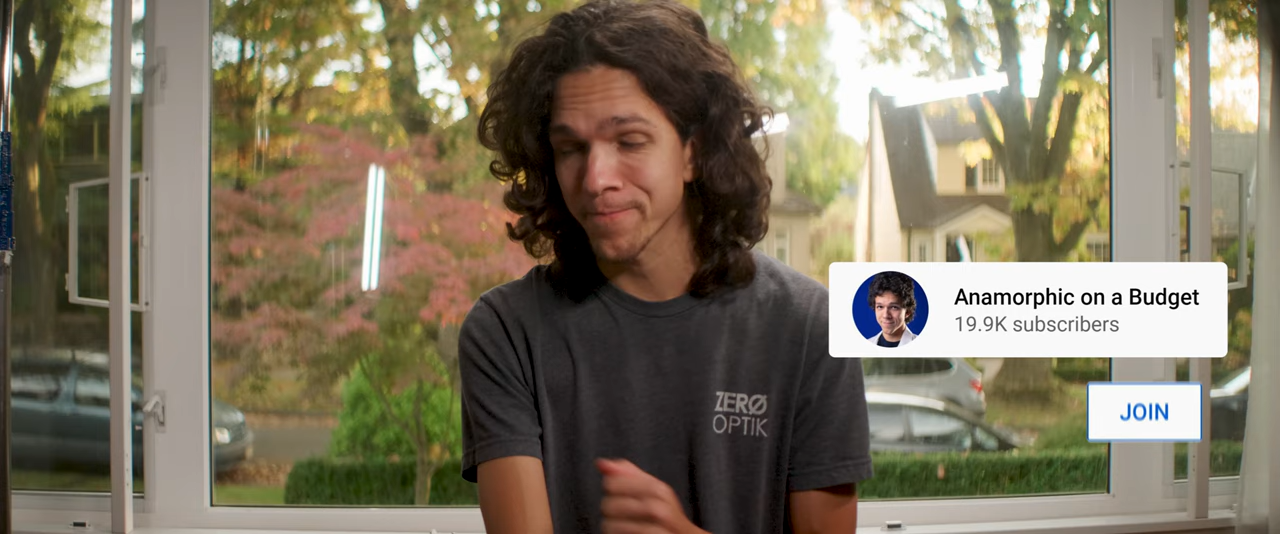 Anamorphic on a Budget
19.9K subscribers
ZERØ
OPTIK
JOIN